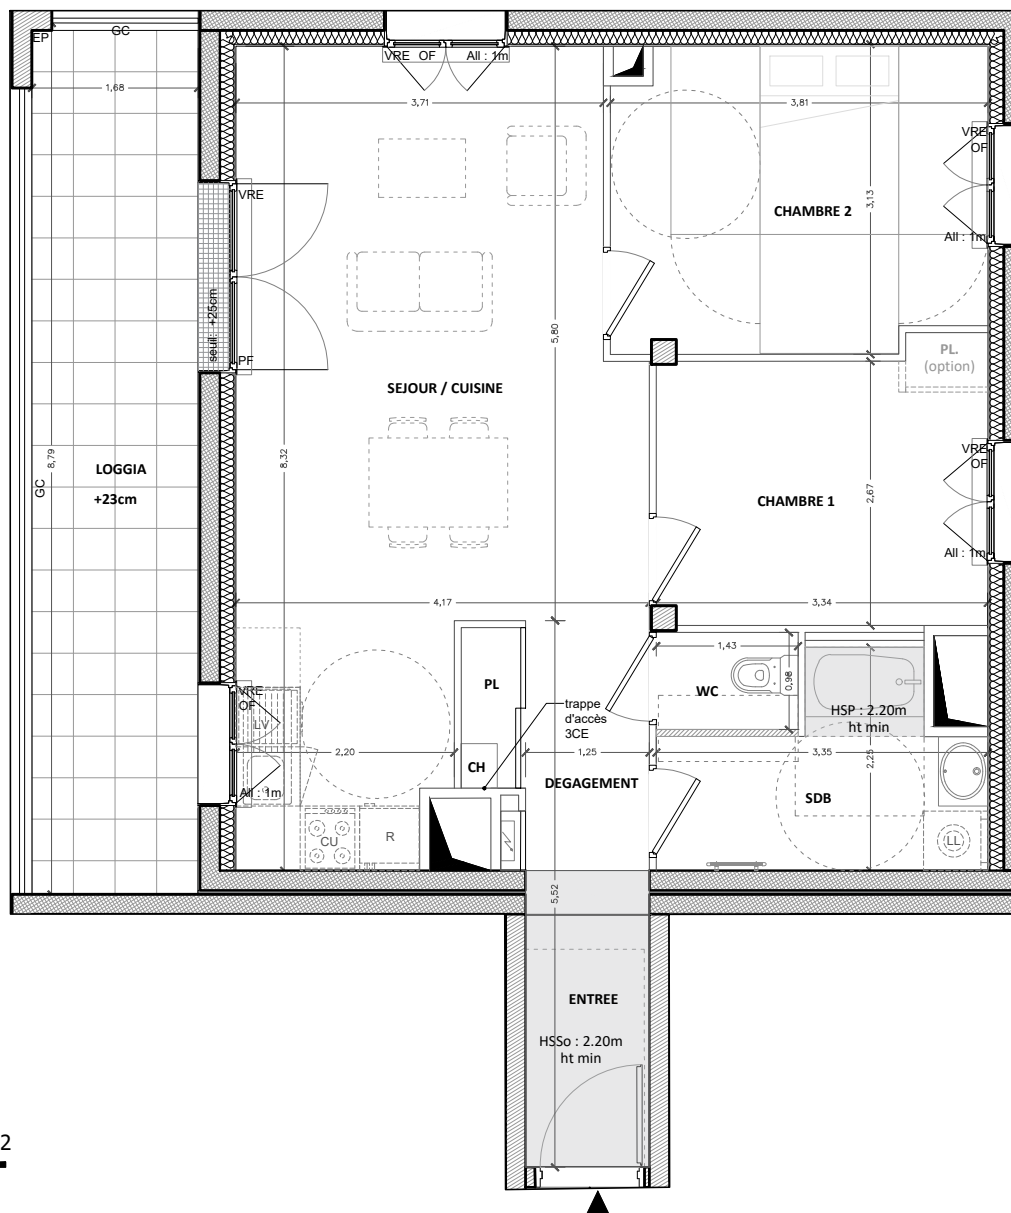 GC
EP
VRE OF All : 1m
1,68
3,71
3,81
VRE
OF
VRE
CHAMBRE 2
3,13
All : 1m
seuil: +25cm
5,80
PF
PL.
(option)
SEJOUR / CUISINE
8,79
GC
LOGGIA
+23cm
8,32
VRE
OF
2,67
CHAMBRE 1
All : 1m
4,17
3,34
1,43
0,98
PL
WC
VRE
OF
LV
trappe
d'accès
3CE
HSP : 2.20m
ht min
2,20
1,25
3,35
2,25
CH
DEGAGEMENT
SDB
All : 1m
CU
R
LL
5,52
ENTREE
HSSo : 2.20m
ht min
2